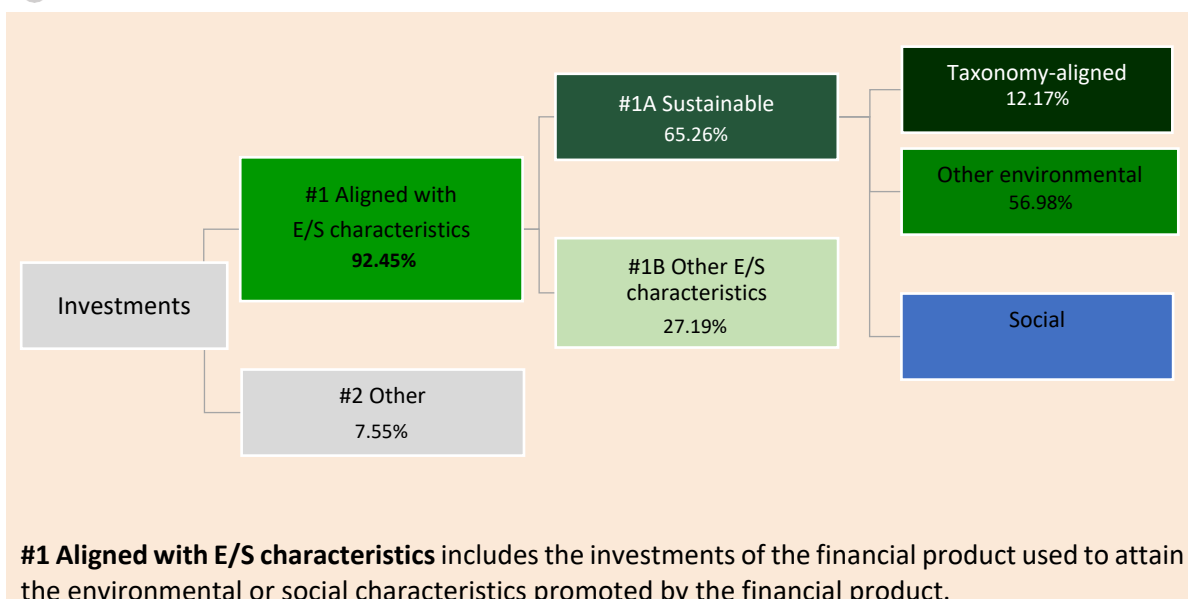 Investments
#1 Aligned with
E/S characteristics
92.45%
#2 Other
7.55%
#1A Sustainable
65.26%
#1B Other E/S
characteristics
27.19%
Taxonomy-aligned
12.17%
Other environmental
56.98%
Social
#1 Aligned with E/S characteristics includes the investments of the financial product used to attain
the environmental or social characteristics promoted by the financial product.